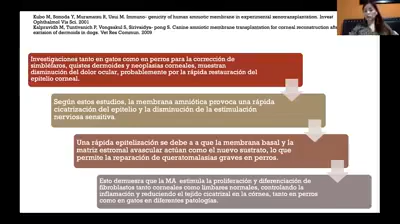 Kubo M, Sonoda Y, Muramatsu R, Usui M. Immuno- genicity of human amniotic membrane in experimental xenotransplantation. Invest
Ophthalmol Vis Sci. 2001
Kalpravidh M, Tuntivanich P, Vongsakul S, Sirivaidya- pong S. Canine amniotic membrane transplantation for corneal reconstruction after
excision of dermoids in dogs. Vet Res Commun. 2009
Investigaciones tanto en gatos como en perros para la corrección de
simbléfaros, quistes dermoides y neoplasias corneales, muestran
disminución del dolor ocular, probablemente por la rápida restauración del
epitelio corneal.
Según estos estudios, la membrana amniótica provoca una rápida
cicatrización del epitelio y la disminución de la estimulación
nerviosa sensitiva
Una rápida epitelización se debe a a que la membrana basal y la
matriz estromal avascular actúan como el nuevo sustrato, lo que
permite la reparación de queratomalasias graves en perros.
Esto demuestra que la MA estimula la proliferación y diferenciación de
fibroblastos tanto corneales como limbares normales, controlando la
inflamación y reduciendo el tejido cicatricial en la córnea, tanto en perros
como en gatos en diferentes patologías.